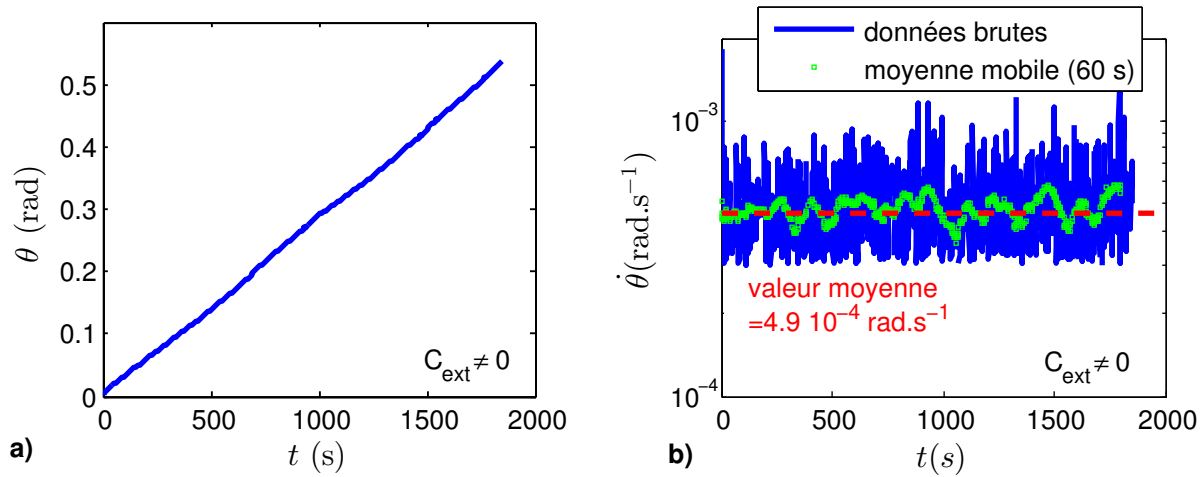 0.5
0.4
0.3
0.2
0.1
0
θ (rad)
C_ext ≠ 0
0 500 1000 1500 2000
t (s)
a)
données brutes
moyenne mobile (60 s)
10⁻³
10⁻⁴
θ̇(rad.s⁻¹)
valeur moyenne
=4.9 10⁻⁴ rad.s⁻¹
C_ext ≠ 0
0 500 1000 1500 2000
t(s)
b)